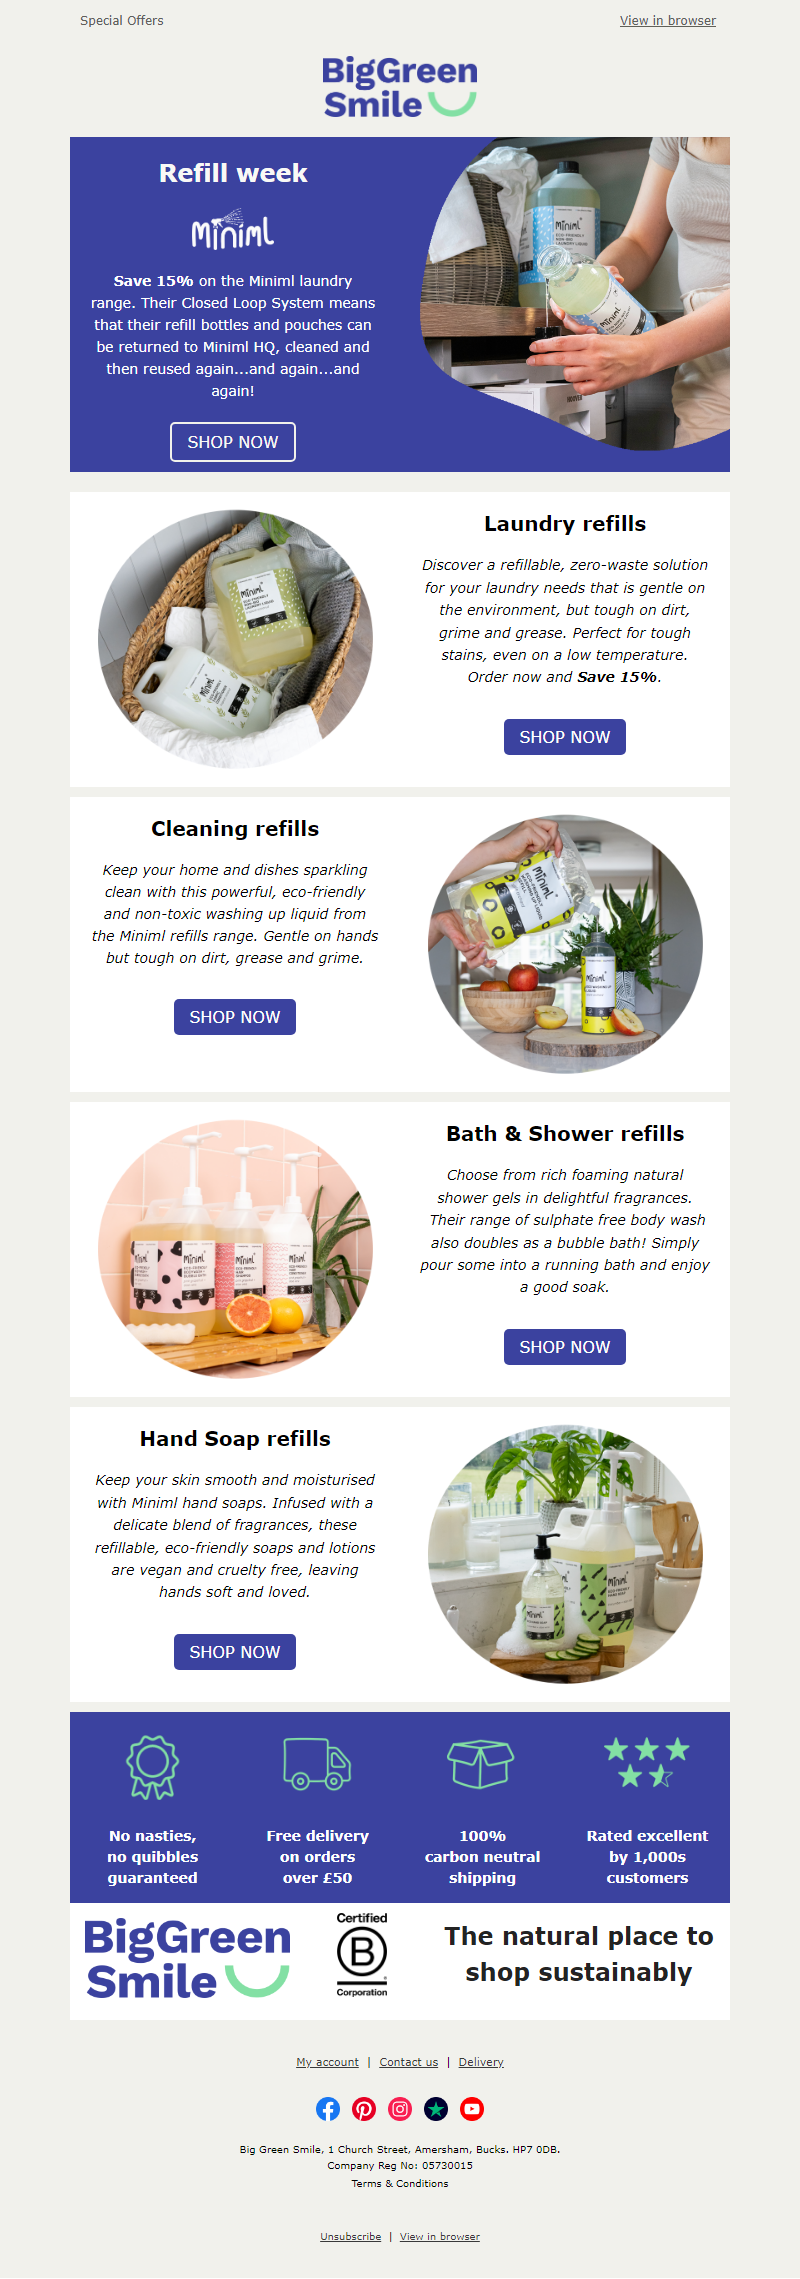 Special Offers
View in browser
BigGreen
Smile
Refill week
miniml
Save 15% on the Miniml laundry
range. Their Closed Loop System means
that their refill bottles and pouches can
be returned to Miniml HQ, cleaned and
then reused again...and again...and
again!
SHOP NOW
Laundry refills
Discover a refillable, zero-waste solution
for your laundry needs that is gentle on
the environment, but tough on dirt,
grime and grease. Perfect for tough
stains, even on a low temperature.
Order now and Save 15%.
SHOP NOW
Cleaning refills
Keep your home and dishes sparkling
clean with this powerful, eco-friendly
and non-toxic washing up liquid from
the Miniml refills range. Gentle on hands
but tough on dirt, grease and grime.
SHOP NOW
Bath & Shower refills
Choose from rich foaming natural
shower gels in delightful fragrances.
Their range of sulphate free body wash
also doubles as a bubble bath! Simply
pour some into a running bath and enjoy
a good soak.
SHOP NOW
Hand Soap refills
Keep your skin smooth and moisturised
with Miniml hand soaps. Infused with a
delicate blend of fragrances, these
refillable, eco-friendly soaps and lotions
are vegan and cruelty free, leaving
hands soft and loved.
SHOP NOW
No nasties,
no quibbles
guaranteed
Free delivery
on orders
over £50
100%
carbon neutral
shipping
Rated excellent
by 1,000s
customers
BigGreen
Smile
Certified
B
Corporation
The natural place to
shop sustainably
My account | Contact us | Delivery
Big Green Smile, 1 Church Street, Amersham, Bucks. HP7 0DB.
Company Reg No: 05730015
Terms & Conditions
Unsubscribe | View in browser